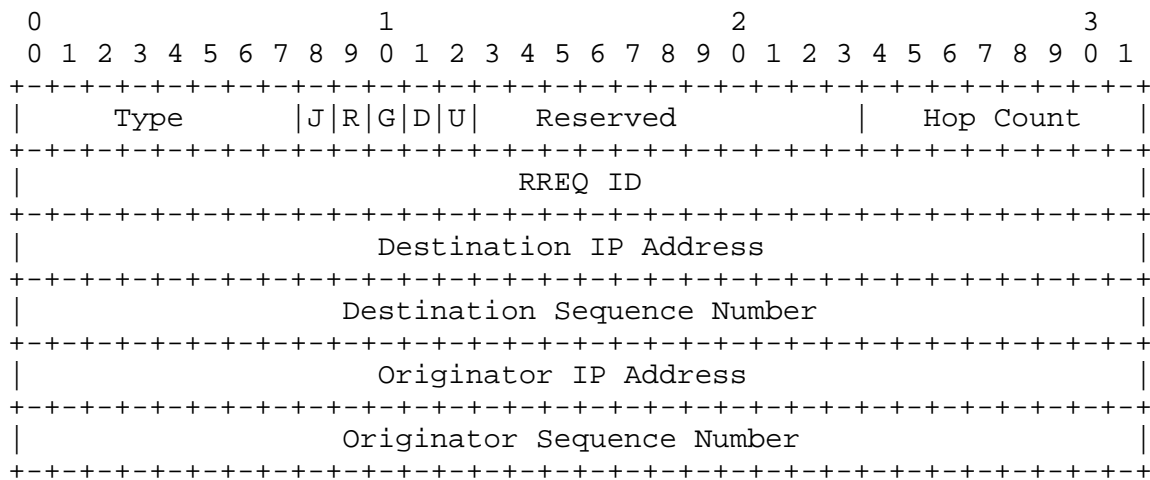 0                   1                   2                   3
 0 1 2 3 4 5 6 7 8 9 0 1 2 3 4 5 6 7 8 9 0 1 2 3 4 5 6 7 8 9 0 1
+-+-+-+-+-+-+-+-+-+-+-+-+-+-+-+-+-+-+-+-+-+-+-+-+-+-+-+-+-+-+-+-+
|     Type      |J|R|G|D|U|   Reserved          |   Hop Count   |
+-+-+-+-+-+-+-+-+-+-+-+-+-+-+-+-+-+-+-+-+-+-+-+-+-+-+-+-+-+-+-+-+
|                            RREQ ID                            |
+-+-+-+-+-+-+-+-+-+-+-+-+-+-+-+-+-+-+-+-+-+-+-+-+-+-+-+-+-+-+-+-+
|                    Destination IP Address                     |
+-+-+-+-+-+-+-+-+-+-+-+-+-+-+-+-+-+-+-+-+-+-+-+-+-+-+-+-+-+-+-+-+
|                  Destination Sequence Number                  |
+-+-+-+-+-+-+-+-+-+-+-+-+-+-+-+-+-+-+-+-+-+-+-+-+-+-+-+-+-+-+-+-+
|                    Originator IP Address                      |
+-+-+-+-+-+-+-+-+-+-+-+-+-+-+-+-+-+-+-+-+-+-+-+-+-+-+-+-+-+-+-+-+
|                  Originator Sequence Number                   |
+-+-+-+-+-+-+-+-+-+-+-+-+-+-+-+-+-+-+-+-+-+-+-+-+-+-+-+-+-+-+-+-+